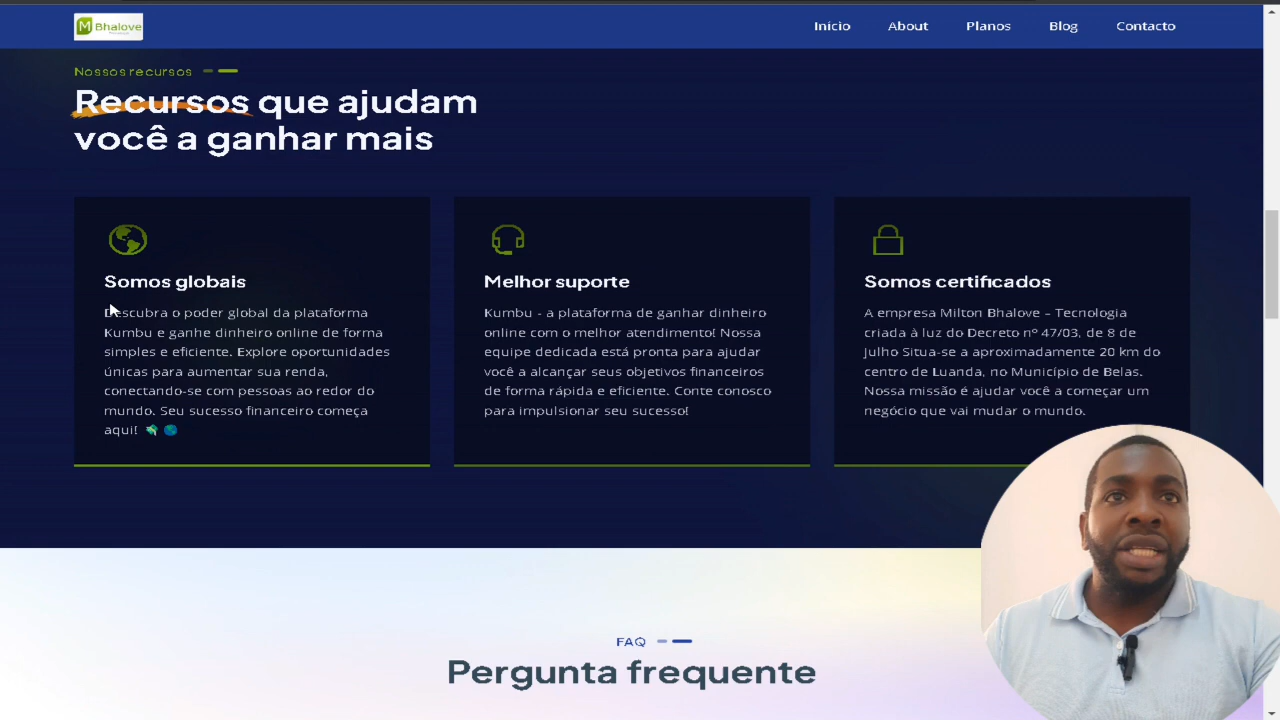 M Bhalove
Início
About
Planos
Blog
Contacto
Nossos recursos
Recursos que ajudam
você a ganhar mais
Somos globais
Descubra o poder global da plataforma
Kumbu e ganhe dinheiro online de forma
simples e eficiente. Explore oportunidades
únicas para aumentar sua renda,
conectando-se com pessoas ao redor do
mundo. Seu sucesso financeiro começa
aqui!
Melhor suporte
Kumbu - a plataforma de ganhar dinheiro
online com o melhor atendimento! Nossa
equipe dedicada está pronta para ajudar
você a alcançar seus objetivos financeiros
de forma rápida e eficiente. Conte conosco
para impulsionar seu sucesso!
Somos certificados
A empresa Milton Bhalove – Tecnologia
criada à luz do Decreto nº 47/03, de 8 de
Julho Situa-se a aproximadamente 20 km do
centro de Luanda, no Município de Belas.
Nossa missão é ajudar você a começar um
negócio que vai mudar o mundo.
FAQ
Pergunta frequente